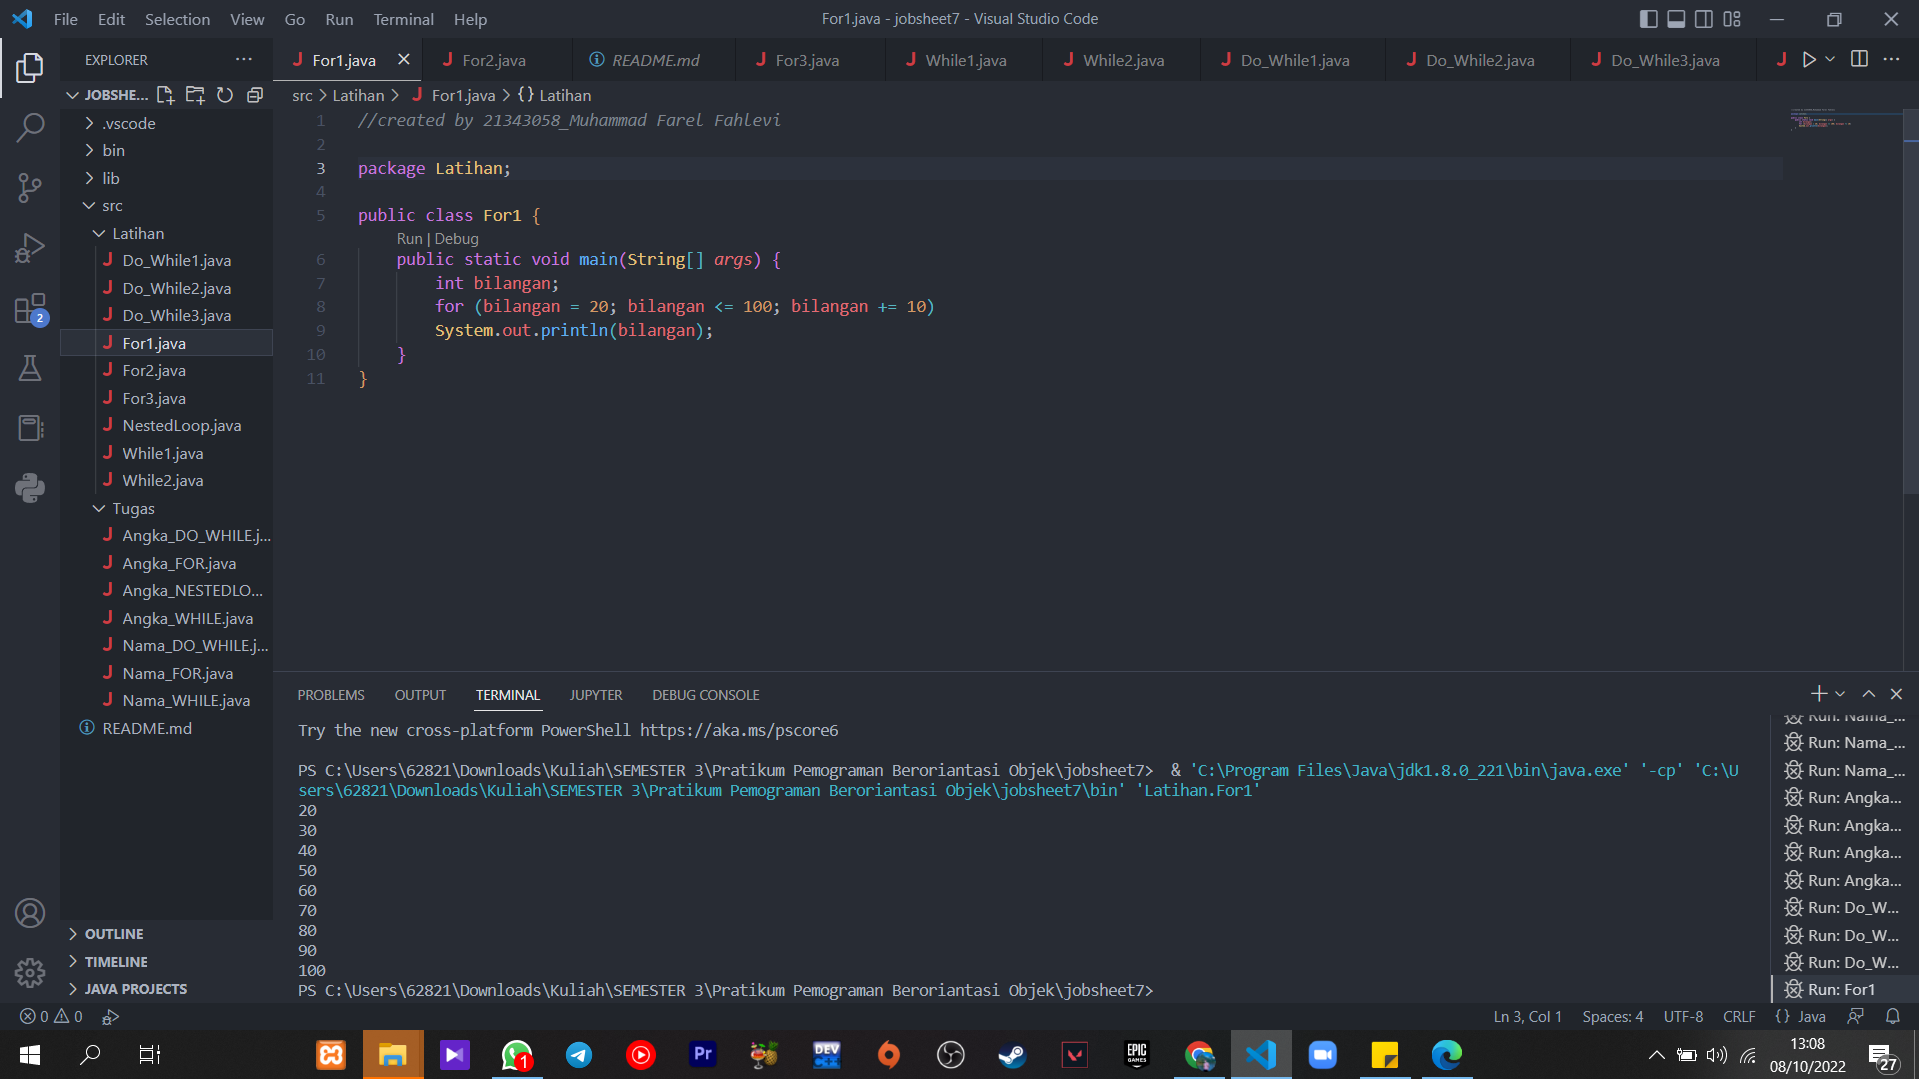 File Edit Selection View Go Run Terminal Help
For1.java - jobsheet7 - Visual Studio Code
EXPLORER
For1.java For2.java README.md For3.java While1.java While2.java Do_While1.java Do_While2.java Do_While3.java
JOBSHE...
src > Latihan > For1.java > {} Latihan
.vscode
bin
lib
src
Latihan
Do_While1.java
Do_While2.java
Do_While3.java
For1.java
For2.java
For3.java
NestedLoop.java
While1.java
While2.java
Tugas
Angka_DO_WHILE.j...
Angka_FOR.java
Angka_NESTEDLO...
Angka_WHILE.java
Nama_DO_WHILE.j...
Nama_FOR.java
Nama_WHILE.java
README.md
OUTLINE
TIMELINE
JAVA PROJECTS
2
1 //created by 21343058_Muhammad Farel Fahlevi
2
3 package Latihan;
4
5 public class For1 {
Run | Debug
6 public static void main(String[] args) {
7 int bilangan;
8 for (bilangan = 20; bilangan <= 100; bilangan += 10)
9 System.out.println(bilangan);
10 }
11 }
PROBLEMS OUTPUT TERMINAL JUPYTER DEBUG CONSOLE
Try the new cross-platform PowerShell https://aka.ms/pscore6
PS C:\Users\62821\Downloads\Kuliah\SEMESTER 3\Pratikum Pemograman Beroriantasi Objek\jobsheet7> & 'C:\Program Files\Java\jdk1.8.0_221\bin\java.exe' '-cp' 'C:\U
sers\62821\Downloads\Kuliah\SEMESTER 3\Pratikum Pemograman Beroriantasi Objek\jobsheet7\bin' 'Latihan.For1'
20
30
40
50
60
70
80
90
100
PS C:\Users\62821\Downloads\Kuliah\SEMESTER 3\Pratikum Pemograman Beroriantasi Objek\jobsheet7>
Run: Nama_...
Run: Nama_...
Run: Nama_...
Run: Angka...
Run: Angka...
Run: Angka...
Run: Angka...
Run: Do_W...
Run: Do_W...
Run: Do_W...
Run: For1
0 0
Ln 3, Col 1 Spaces: 4 UTF-8 CRLF {} Java
1
Pr
DEV C++
EPIC GAMES
13:08
08/10/2022
27